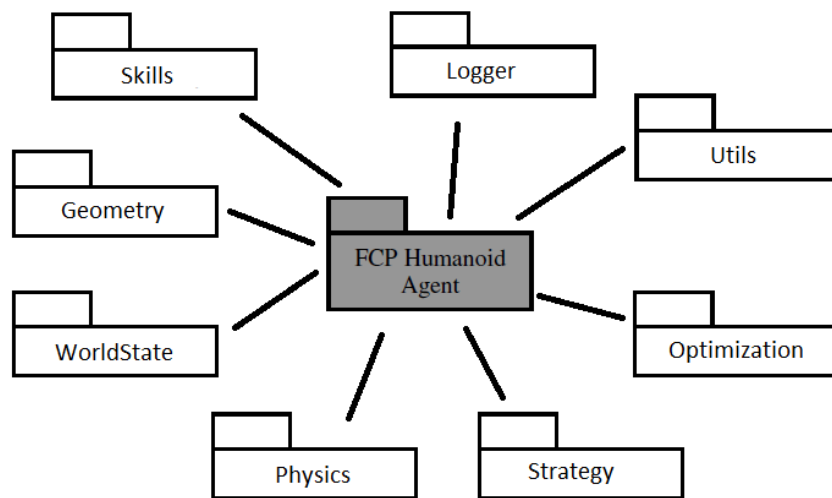 Skills
Logger
Utils
Geometry
FCP Humanoid
Agent
WorldState
Optimization
Physics
Strategy